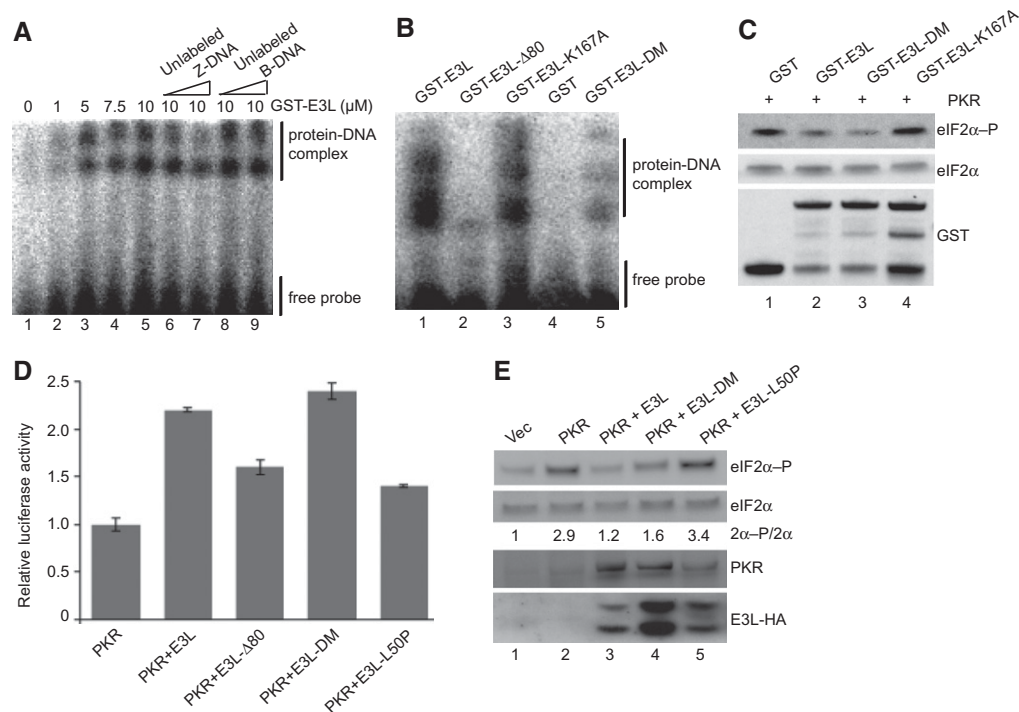 A
Unlabeled
Z-DNA
Unlabeled
B-DNA
0 1 5 7.5 10 10 10 10 10 GST-E3L (μM)
protein-DNA
complex
free probe
1 2 3 4 5 6 7 8 9
B
GST-E3L
GST-E3L-Δ80
GST-E3L-K167A
GST
GST-E3L-DM
protein-DNA
complex
free probe
1 2 3 4 5
C
GST
GST-E3L
GST-E3L-DM
GST-E3L-K167A
+ + + + PKR
eIF2α–P
eIF2α
GST
1 2 3 4
D
Relative luciferase activity
2.5
2.0
1.5
1.0
0.5
0
PKR
PKR+E3L
PKR+E3L-Δ80
PKR+E3L-DM
PKR+E3L-L50P
E
Vec
PKR
PKR + E3L
PKR + E3L-DM
PKR + E3L-L50P
eIF2α–P
eIF2α
1 2.9 1.2 1.6 3.4 2α–P/2α
PKR
E3L-HA
1 2 3 4 5